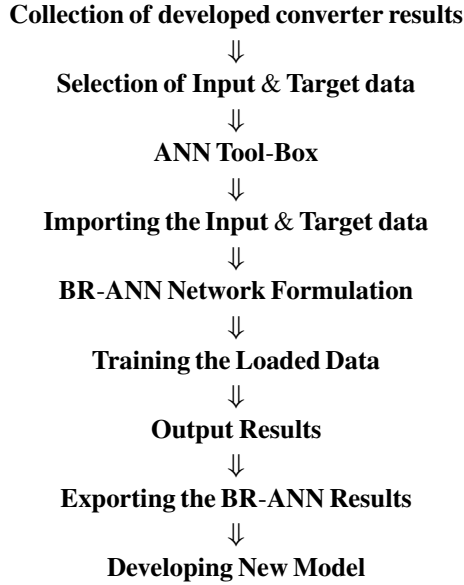 Collection of developed converter results
⇓
Selection of Input & Target data
⇓
ANN Tool-Box
⇓
Importing the Input & Target data
⇓
BR-ANN Network Formulation
⇓
Training the Loaded Data
⇓
Output Results
⇓
Exporting the BR-ANN Results
⇓
Developing New Model